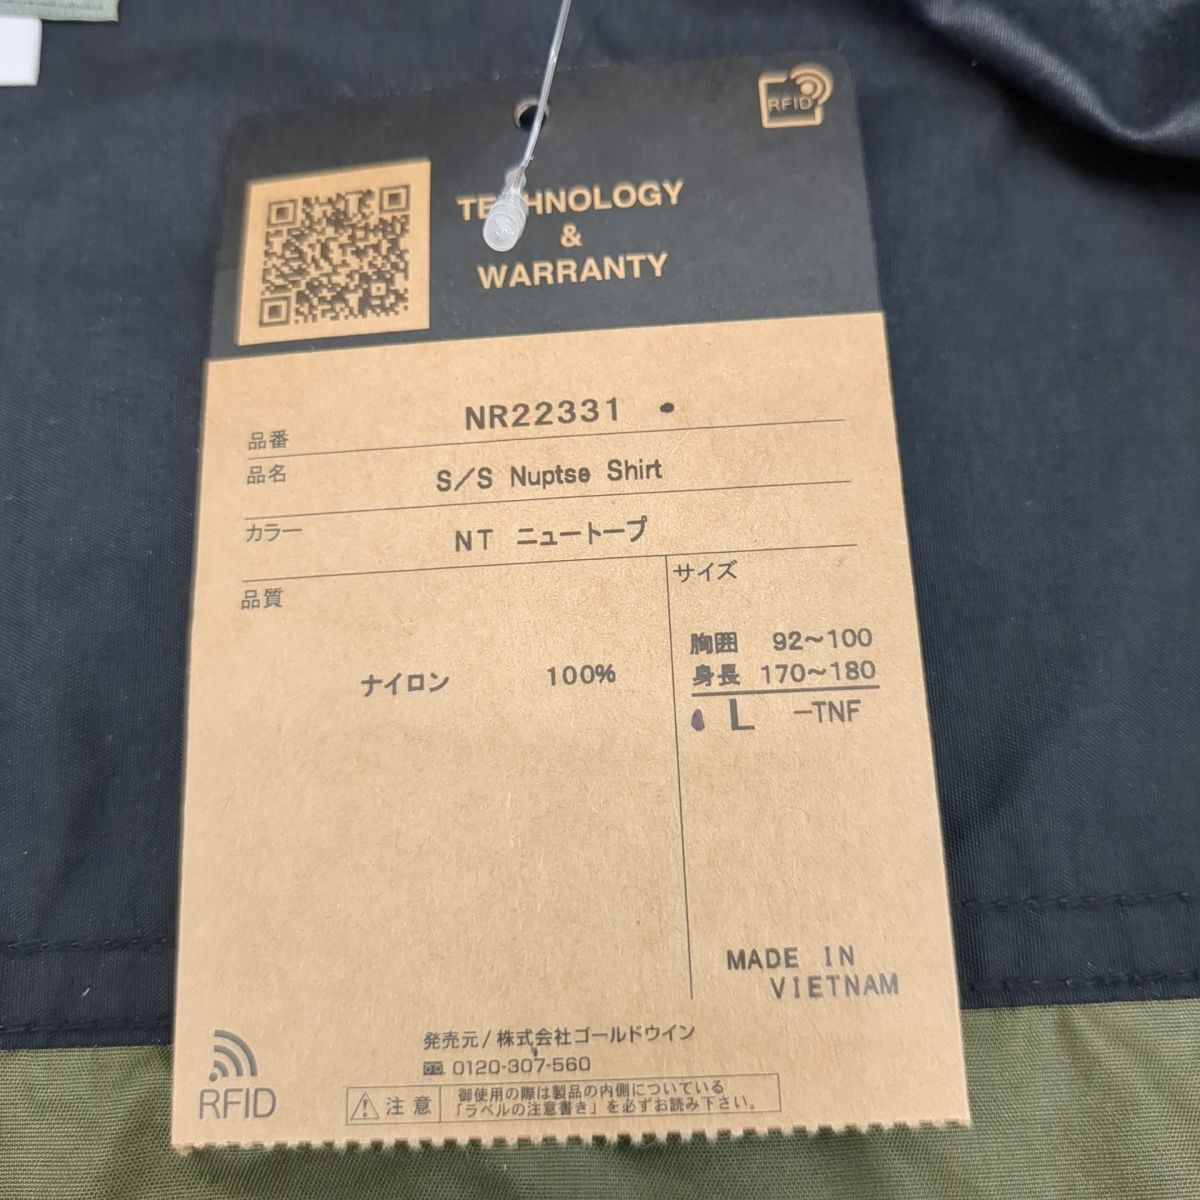 RFID
TECHNOLOGY
&
WARRANTY
品番 NR22331
品名 S/S Nuptse Shirt
カラー NT ニュートープ
品質
ナイロン 100%
サイズ
胸囲 92~100
身長 170~180
L -TNF
MADE IN
VIETNAM
発売元/株式会社ゴールドウイン
0120-307-560
RFID
注意
御使用の際は製品の内側についている
「ラベルの注意書き」を必ずお読み下さい。